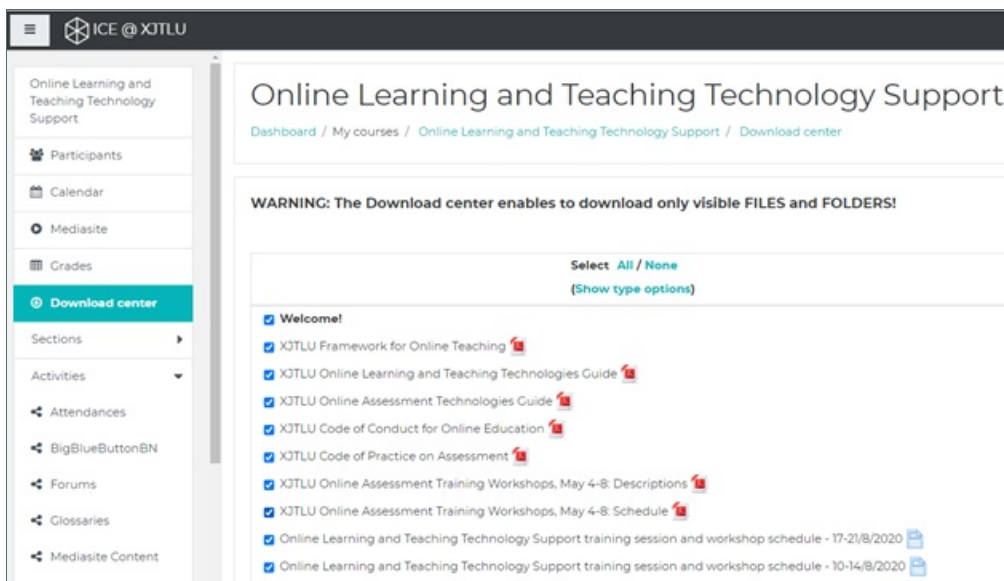 ICE @ XJTLU
Online Learning and
Teaching Technology
Support
Participants
Calendar
Mediasite
Grades
Download center
Sections
Activities
Attendances
BigBlueButtonBN
Forums
Glossaries
Mediasite Content
Online Learning and Teaching Technology Support
Dashboard / My courses / Online Learning and Teaching Technology Support / Download center
WARNING: The Download center enables to download only visible FILES and FOLDERS!
Select All / None
(Show type options)
Welcome!
XJTLU Framework for Online Teaching
XJTLU Online Learning and Teaching Technologies Guide
XJTLU Online Assessment Technologies Guide
XJTLU Code of Conduct for Online Education
XJTLU Code of Practice on Assessment
XJTLU Online Assessment Training Workshops, May 4-8: Descriptions
XJTLU Online Assessment Training Workshops, May 4-8: Schedule
Online Learning and Teaching Technology Support training session and workshop schedule - 17-21/8/2020
Online Learning and Teaching Technology Support training session and workshop schedule - 10-14/8/2020